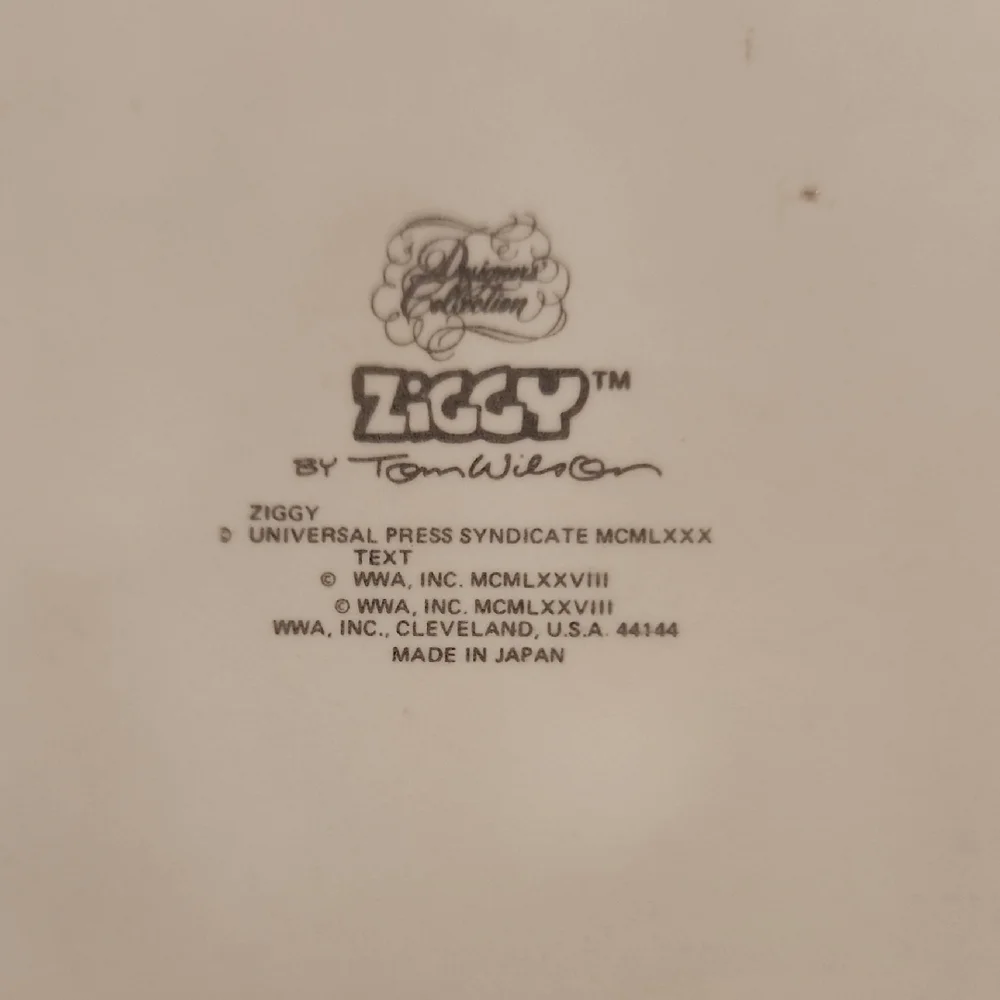 Designers' 
Collection
ZiGGY™
BY Tom Wilson
ZIGGY
© UNIVERSAL PRESS SYNDICATE MCMLXXX
TEXT
© WWA, INC. MCMLXXVIII
© WWA, INC. MCMLXXVIII
WWA, INC., CLEVELAND, U.S.A. 44144
MADE IN JAPAN